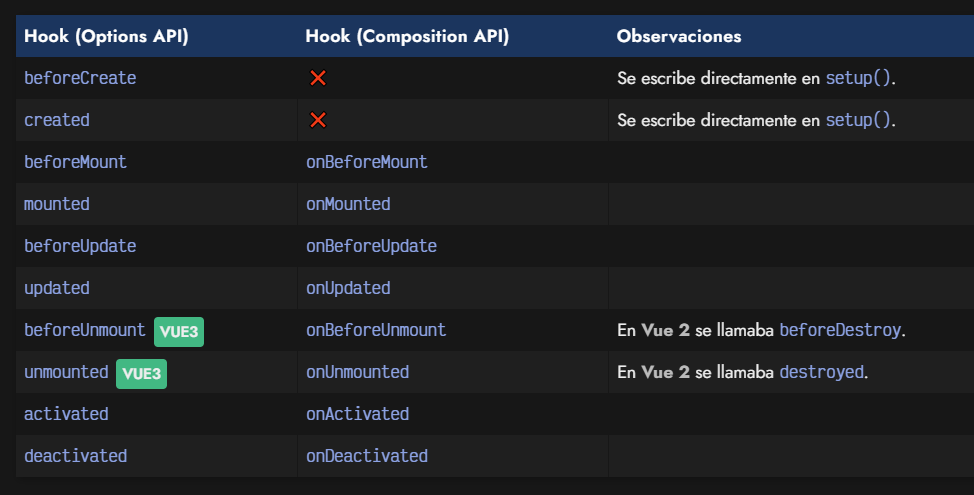 Hook (Options API) Hook (Composition API) Observaciones
beforeCreate ❌ Se escribe directamente en setup().
created ❌ Se escribe directamente en setup().
beforeMount onBeforeMount
mounted onMounted
beforeUpdate onBeforeUpdate
updated onUpdated
beforeUnmount VUE3 onBeforeUnmount En Vue 2 se llamaba beforeDestroy.
unmounted VUE3 onUnmounted En Vue 2 se llamaba destroyed.
activated onActivated
deactivated onDeactivated